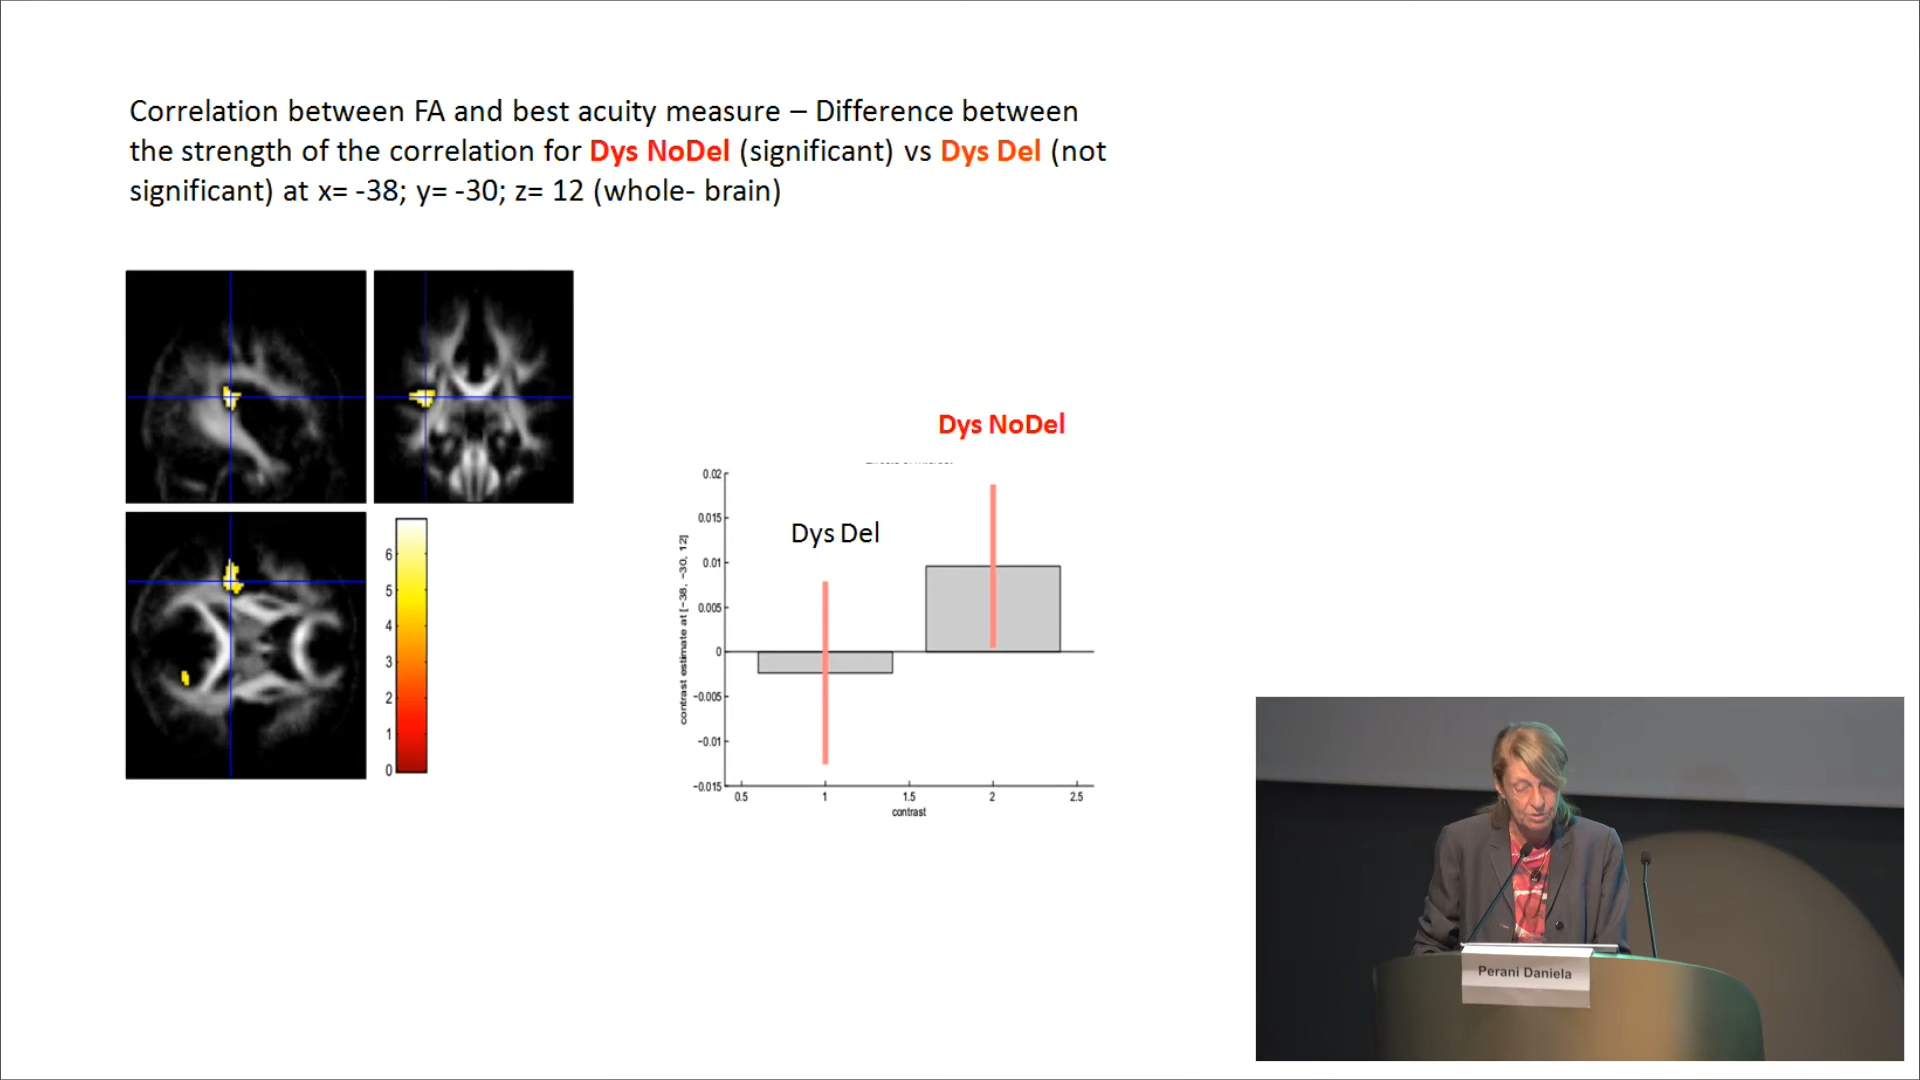 Correlation between FA and best acuity measure – Difference between
the strength of the correlation for Dys NoDel (significant) vs Dys Del (not
significant) at x= -38; y= -30; z= 12 (whole- brain)
6
5
4
3
2
1
0
Dys NoDel
Dys Del
contrast estimate at [−38, −30, 12]
0.02
0.015
0.01
0.005
0
−0.005
−0.01
−0.015
0.5
1
1.5
2
2.5
contrast
Perani Daniela